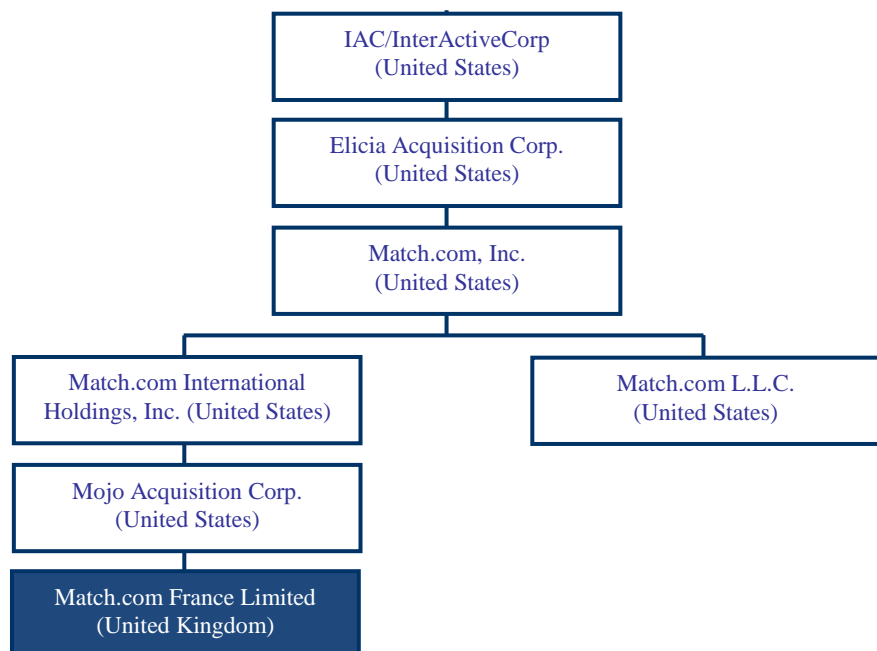 IAC/InterActiveCorp
(United States)
Elicia Acquisition Corp.
(United States)
Match.com, Inc.
(United States)
Match.com International
Holdings, Inc. (United States)
Match.com L.L.C.
(United States)
Mojo Acquisition Corp.
(United States)
Match.com France Limited
(United Kingdom)